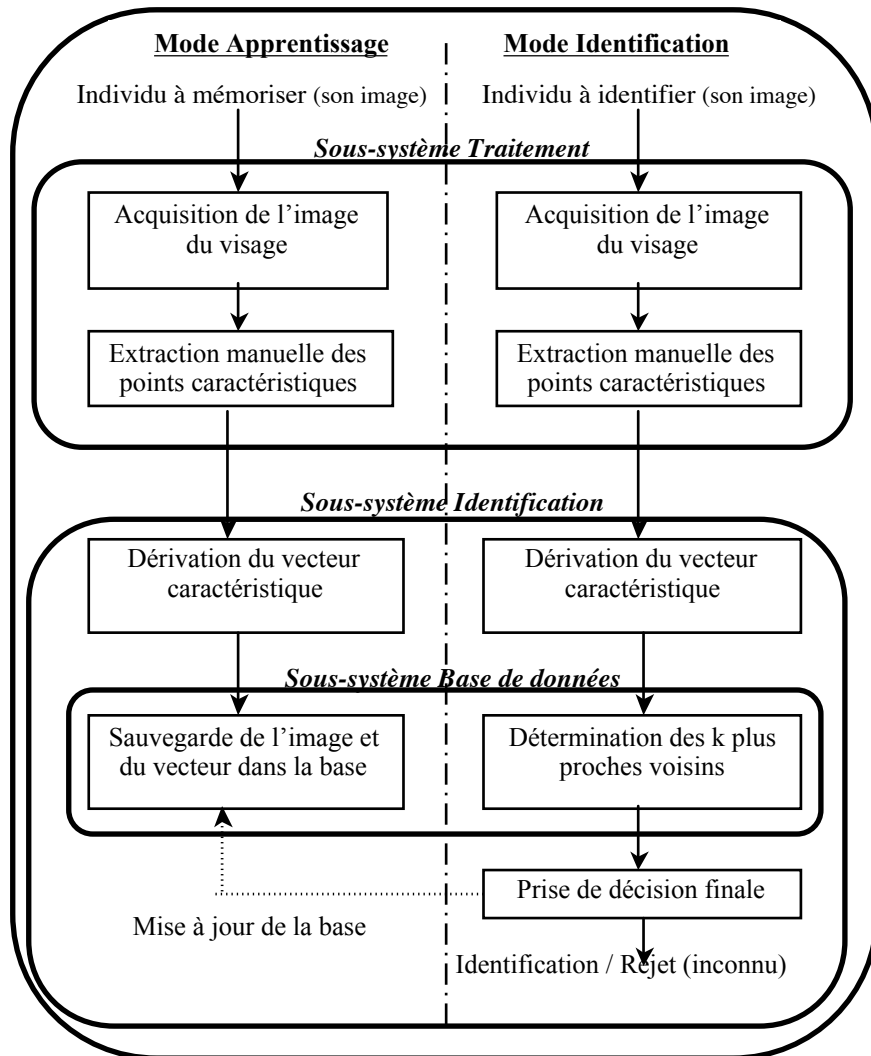 Mode Apprentissage
Mode Identification
Individu à mémoriser (son image)
Individu à identifier (son image)
Sous-système Traitement
Acquisition de l’image
du visage
Acquisition de l’image
du visage
Extraction manuelle des
points caractéristiques
Extraction manuelle des
points caractéristiques
Sous-système Identification
Dérivation du vecteur
caractéristique
Dérivation du vecteur
caractéristique
Sous-système Base de données
Sauvegarde de l’image et
du vecteur dans la base
Détermination des k plus
proches voisins
Prise de décision finale
Mise à jour de la base
Identification / Rejet (inconnu)